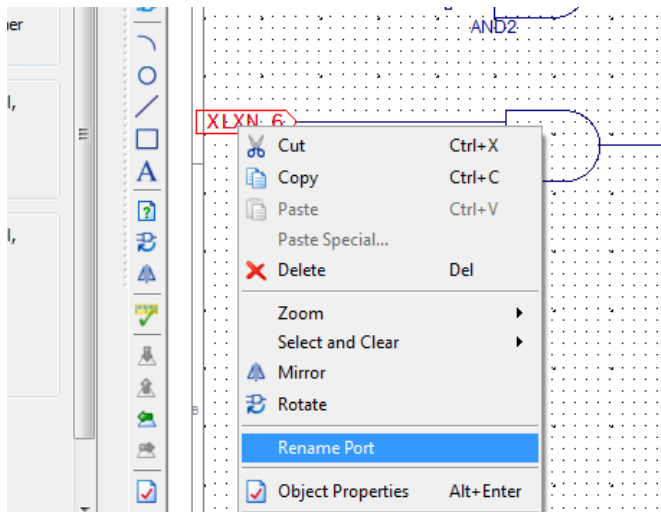 er
AND2
l,
XLXN_6
Cut Ctrl+X
Copy Ctrl+C
A
Paste Ctrl+V
Paste Special...
l,
Delete Del
Zoom
Select and Clear
Mirror
Rotate
Rename Port
Object Properties Alt+Enter